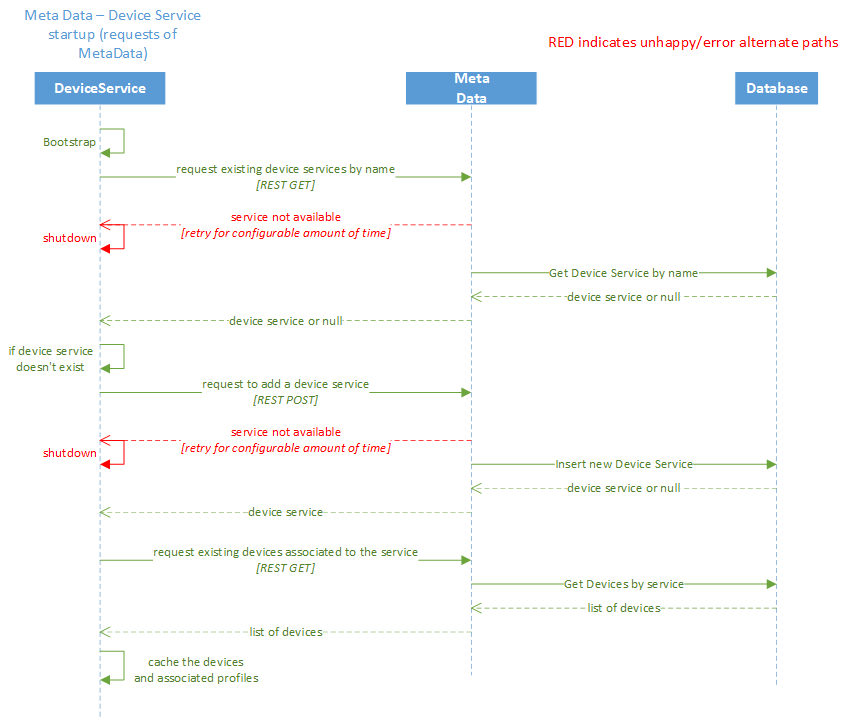 Meta Data – Device Service
startup (requests of
MetaData)
RED indicates unhappy/error alternate paths
DeviceService
Meta
Data
Database
Bootstrap
request existing device services by name
[REST GET]
service not available
[retry for configurable amount of time]
shutdown
Get Device Service by name
device service or null
device service or null
if device service
doesn't exist
request to add a device service
[REST POST]
service not available
[retry for configurable amount of time]
shutdown
Insert new Device Service
device service or null
device service
request existing devices associated to the service
[REST GET]
Get Devices by service
list of devices
list of devices
cache the devices
and associated profiles